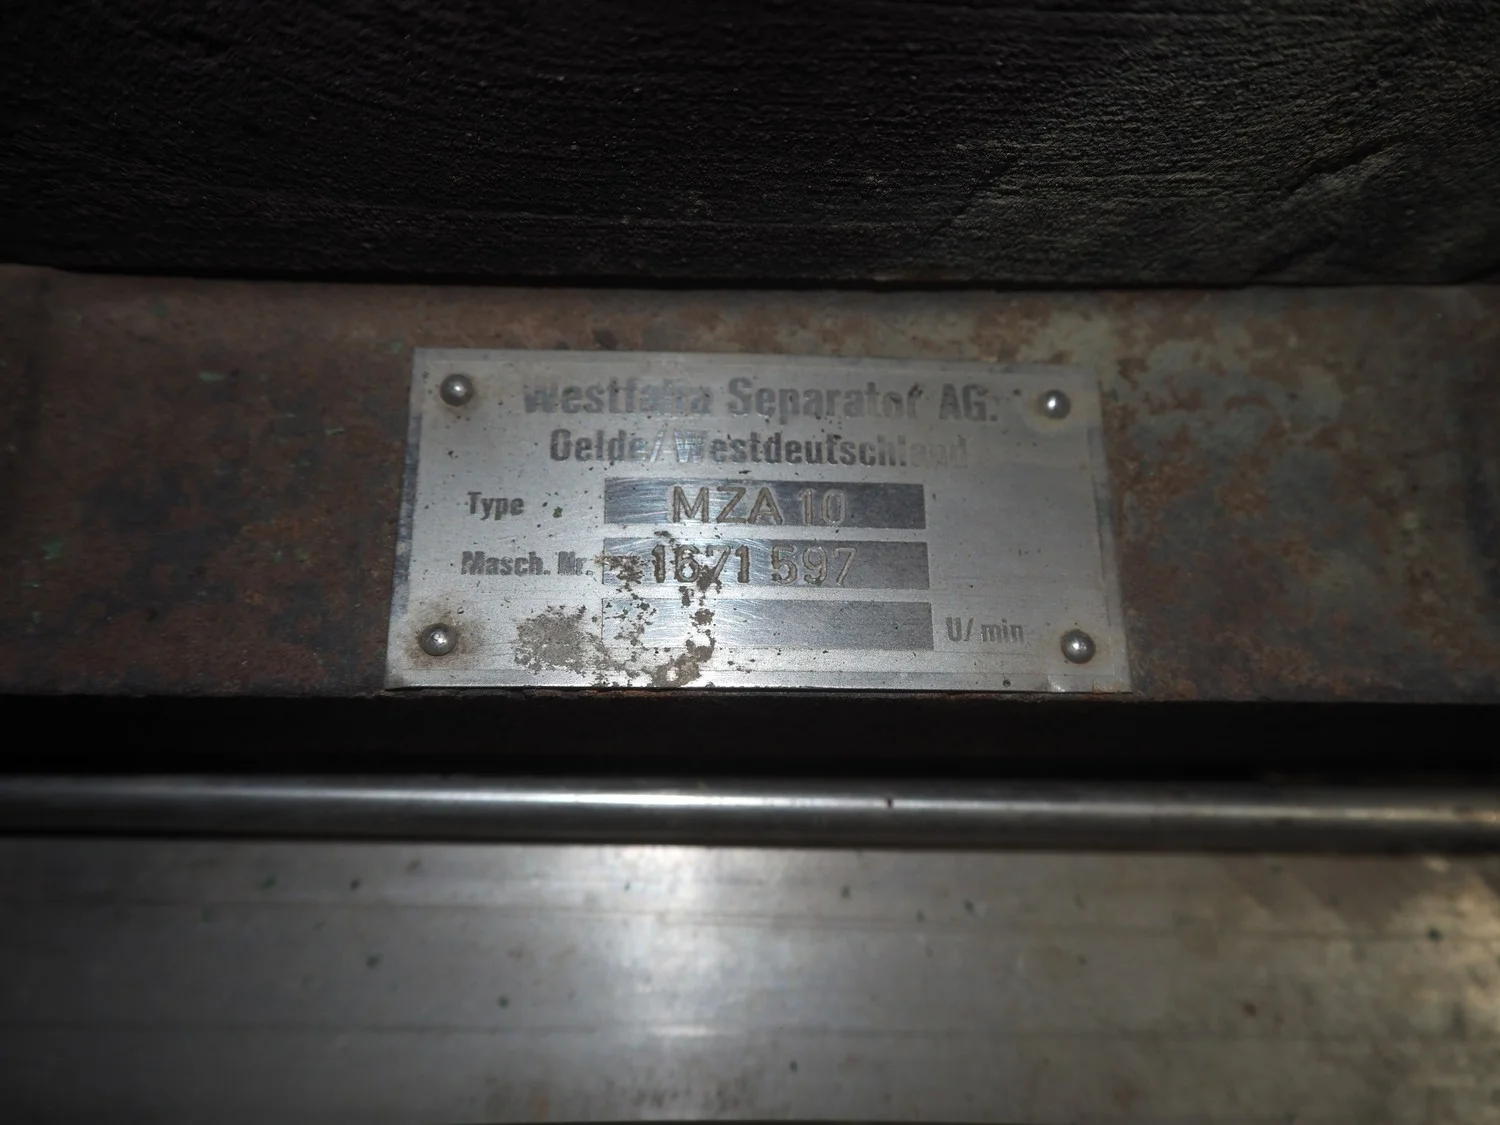 Westfalia Separator AG.
Oelde/Westdeutschland
Type MZA 10
Masch. Nr. 1671 597
U/min